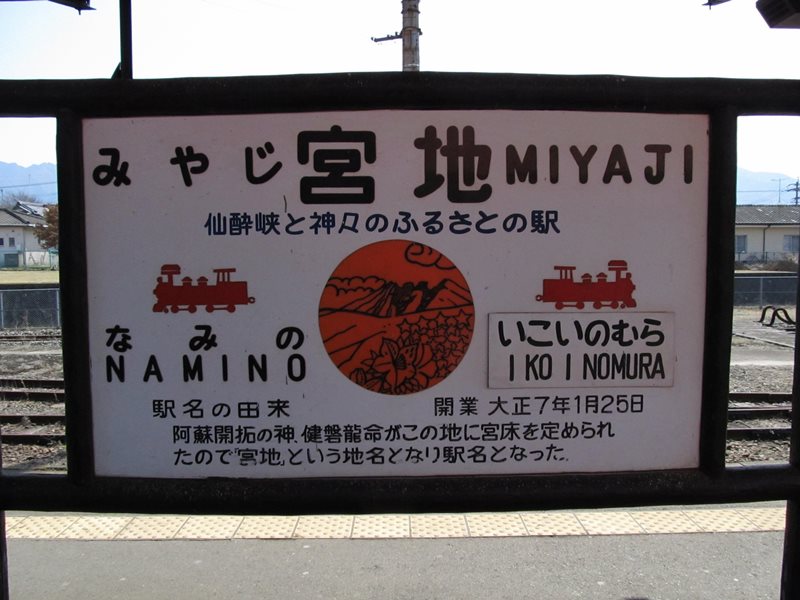 みやじ 宮地 MIYAJI
仙酔峡と神々のふるさとの駅
なみの
NAMINO
いこいのむら
IKOINOMURA
駅名の由来
開業 大正7年1月25日
阿蘇開拓の神、健磐龍命がこの地に宮床を定められ
たので「宮地」という地名となり駅名となった。